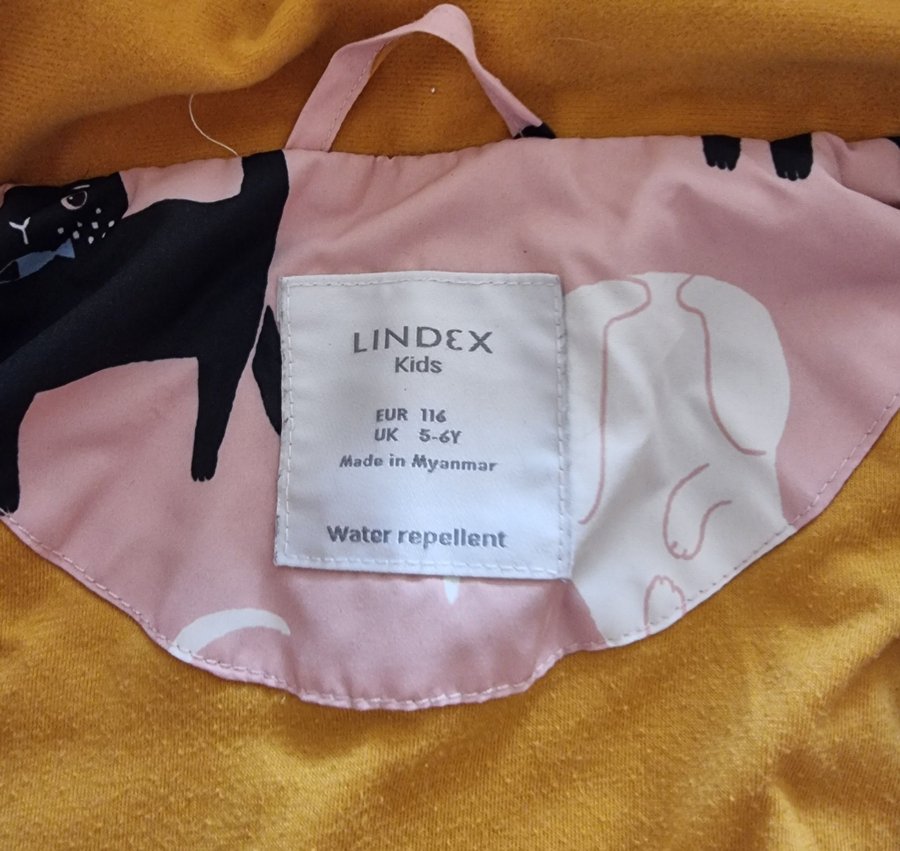 LINDEX
Kids
EUR 116
UK 5-6Y
Made in Myanmar
Water repellent